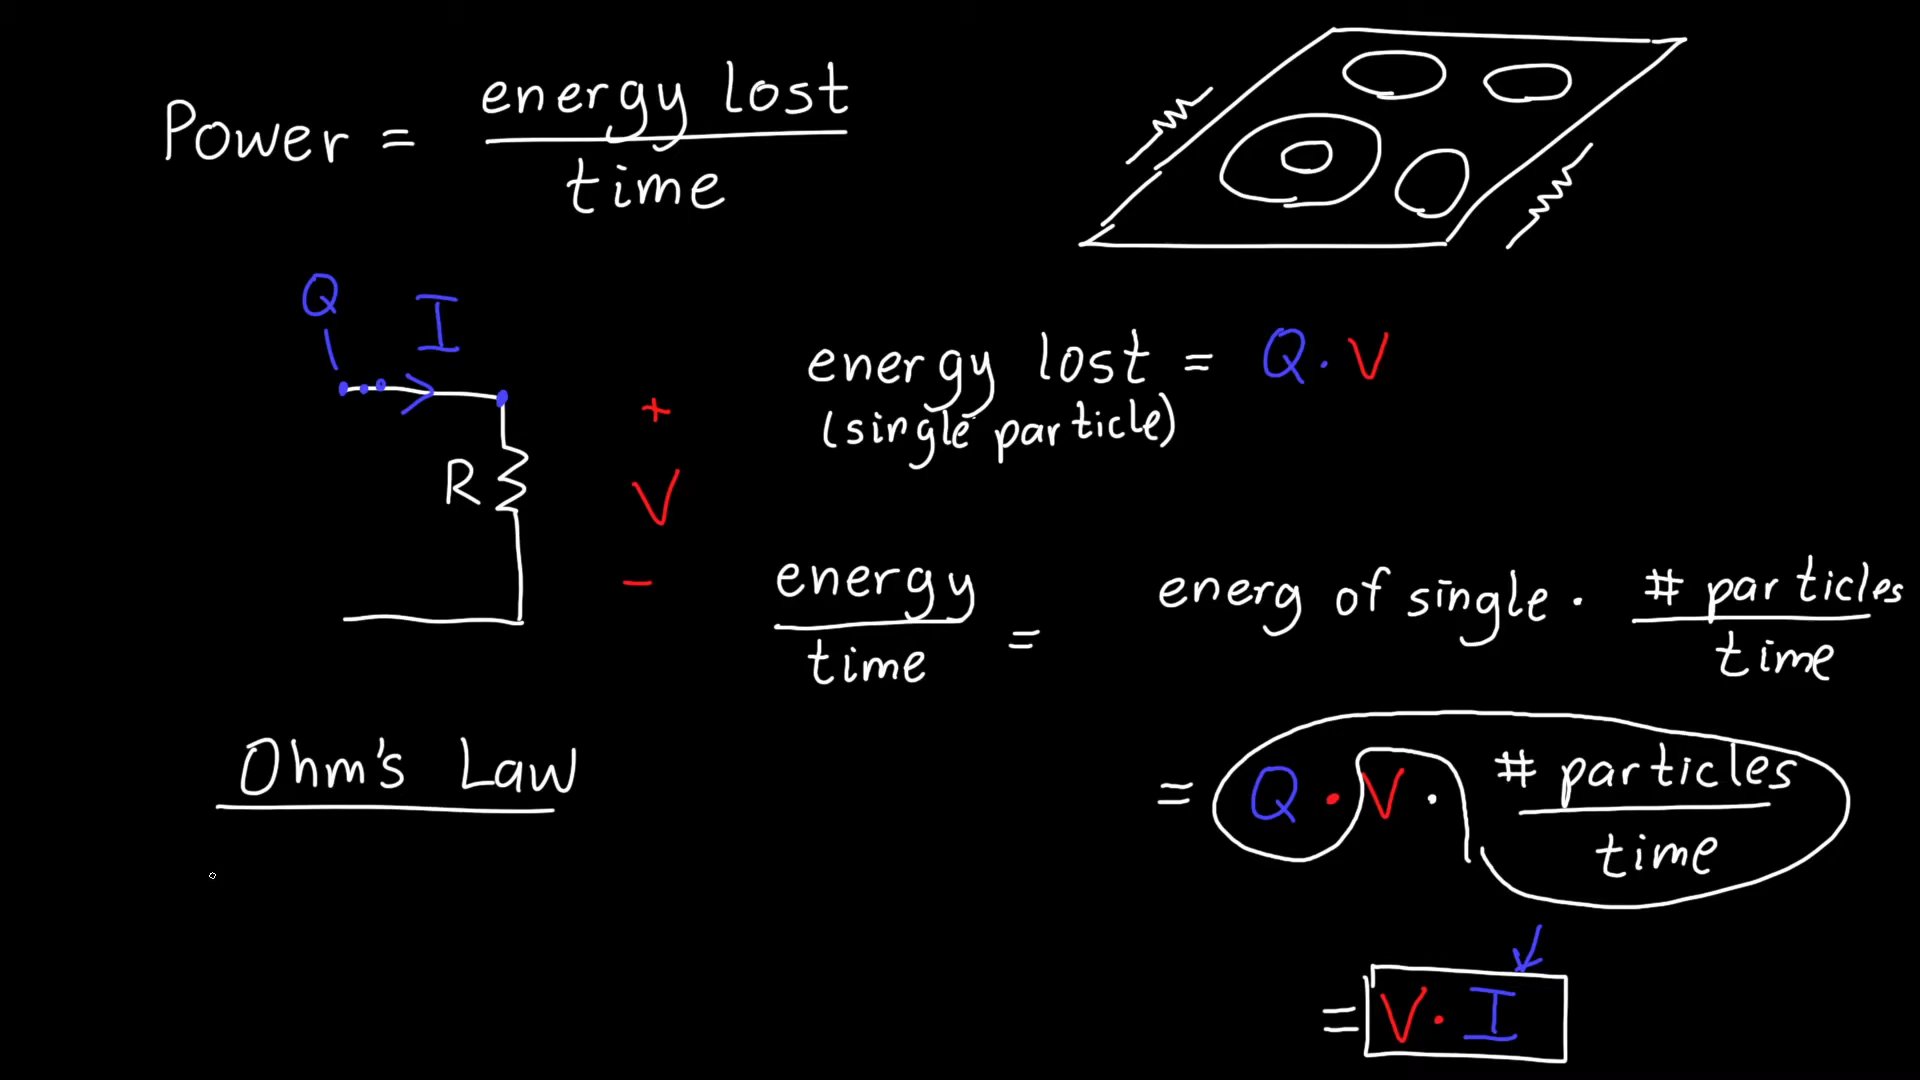 Power = energy lost / time
Q I
R
+
V
-
energy lost = Q · V
(single particle)
energy / time = energ of single · # particles / time
= Q · V · # particles / time
= V · I
Ohm's Law